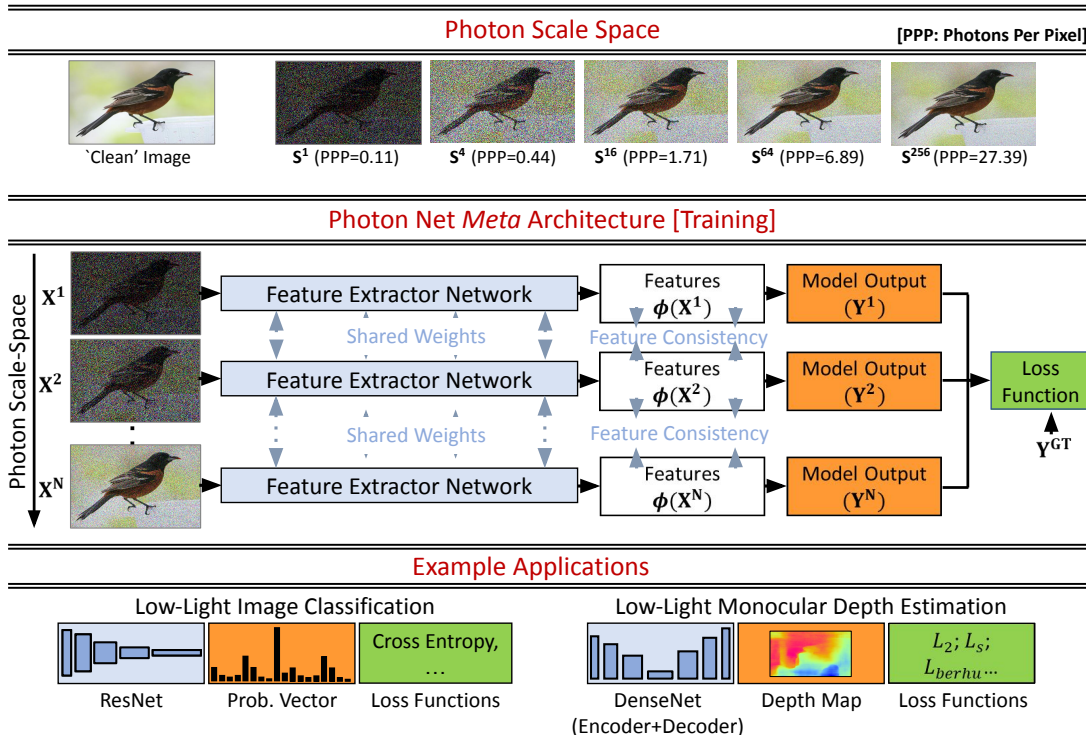 Photon Scale Space
[PPP: Photons Per Pixel]
`Clean' Image
S¹ (PPP=0.11)
S⁴ (PPP=0.44)
S¹⁶ (PPP=1.71)
S⁶⁴ (PPP=6.89)
S²⁵⁶ (PPP=27.39)
Photon Net Meta Architecture [Training]
Photon Scale-Space
X¹
Feature Extractor Network
Features
ϕ(X¹)
Model Output
(Y¹)
Shared Weights
Feature Consistency
X²
Feature Extractor Network
Features
ϕ(X²)
Model Output
(Y²)
Loss
Function
Y^GT
Shared Weights
Feature Consistency
X^N
Feature Extractor Network
Features
ϕ(X^N)
Model Output
(Y^N)
Example Applications
Low-Light Image Classification
Cross Entropy,
...
ResNet
Prob. Vector
Loss Functions
Low-Light Monocular Depth Estimation
L₂; Lₛ;
L_berhu...
DenseNet
(Encoder+Decoder)
Depth Map
Loss Functions